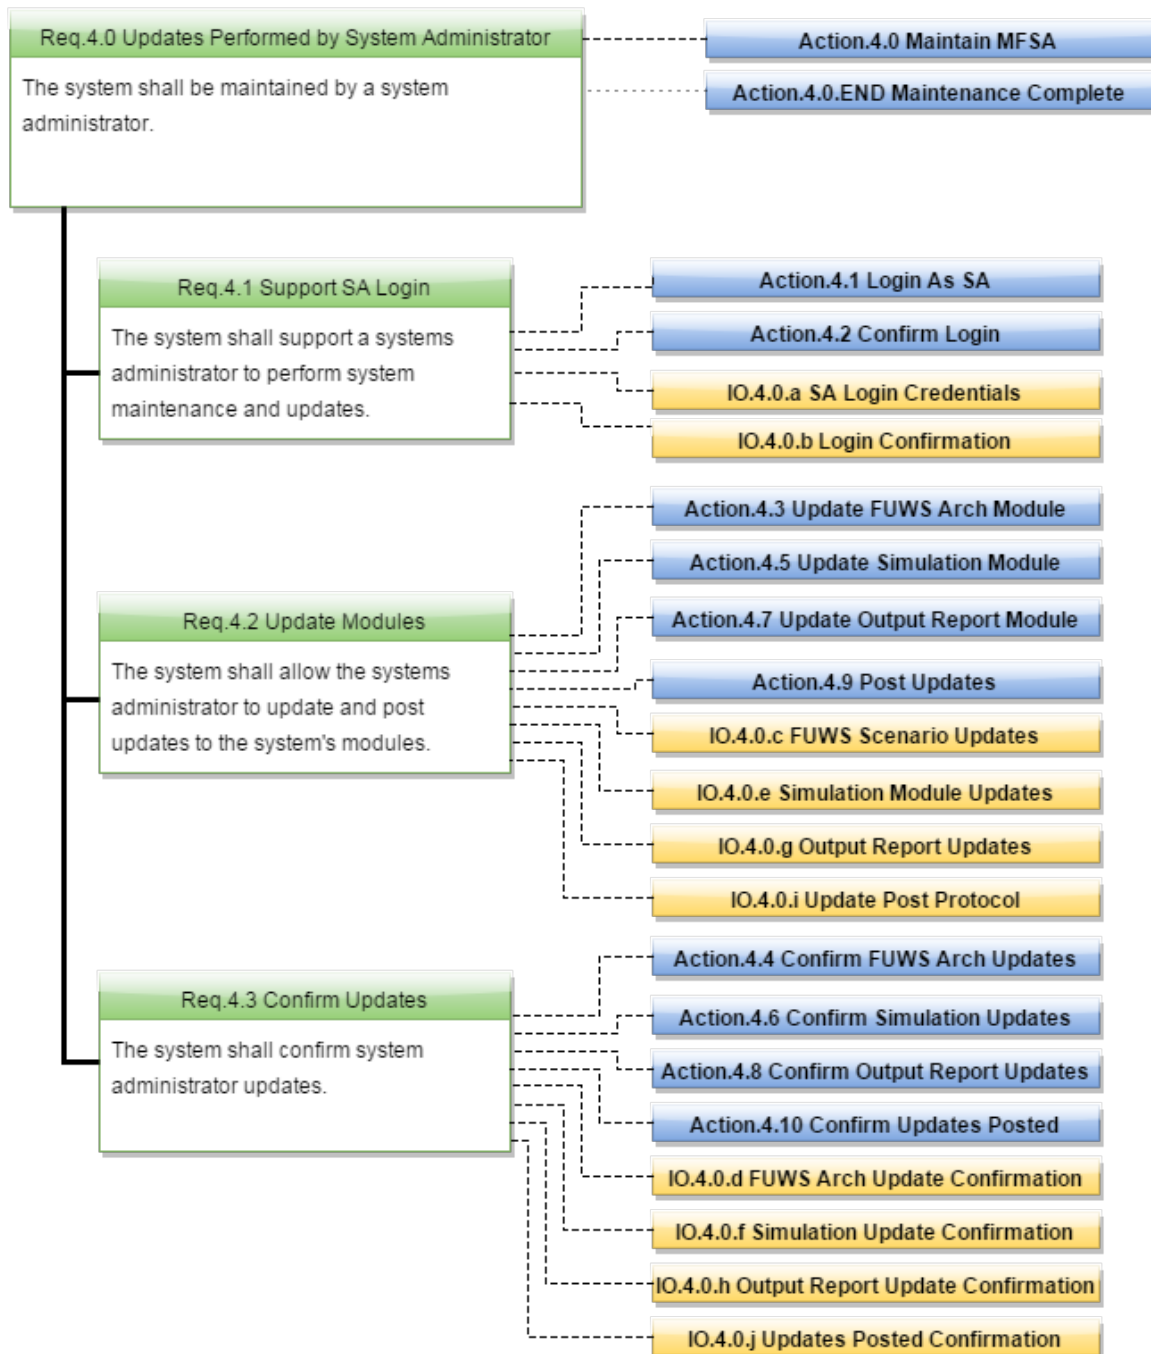 Req.4.0 Updates Performed by System Administrator
The system shall be maintained by a system
administrator.
Action.4.0 Maintain MFSA
Action.4.0.END Maintenance Complete
Req.4.1 Support SA Login
The system shall support a systems
administrator to perform system
maintenance and updates.
Action.4.1 Login As SA
Action.4.2 Confirm Login
IO.4.0.a SA Login Credentials
IO.4.0.b Login Confirmation
Req.4.2 Update Modules
The system shall allow the systems
administrator to update and post
updates to the system's modules.
Action.4.3 Update FUWS Arch Module
Action.4.5 Update Simulation Module
Action.4.7 Update Output Report Module
Action.4.9 Post Updates
IO.4.0.c FUWS Scenario Updates
IO.4.0.e Simulation Module Updates
IO.4.0.g Output Report Updates
IO.4.0.i Update Post Protocol
Req.4.3 Confirm Updates
The system shall confirm system
administrator updates.
Action.4.4 Confirm FUWS Arch Updates
Action.4.6 Confirm Simulation Updates
Action.4.8 Confirm Output Report Updates
Action.4.10 Confirm Updates Posted
IO.4.0.d FUWS Arch Update Confirmation
IO.4.0.f Simulation Update Confirmation
IO.4.0.h Output Report Update Confirmation
IO.4.0.j Updates Posted Confirmation